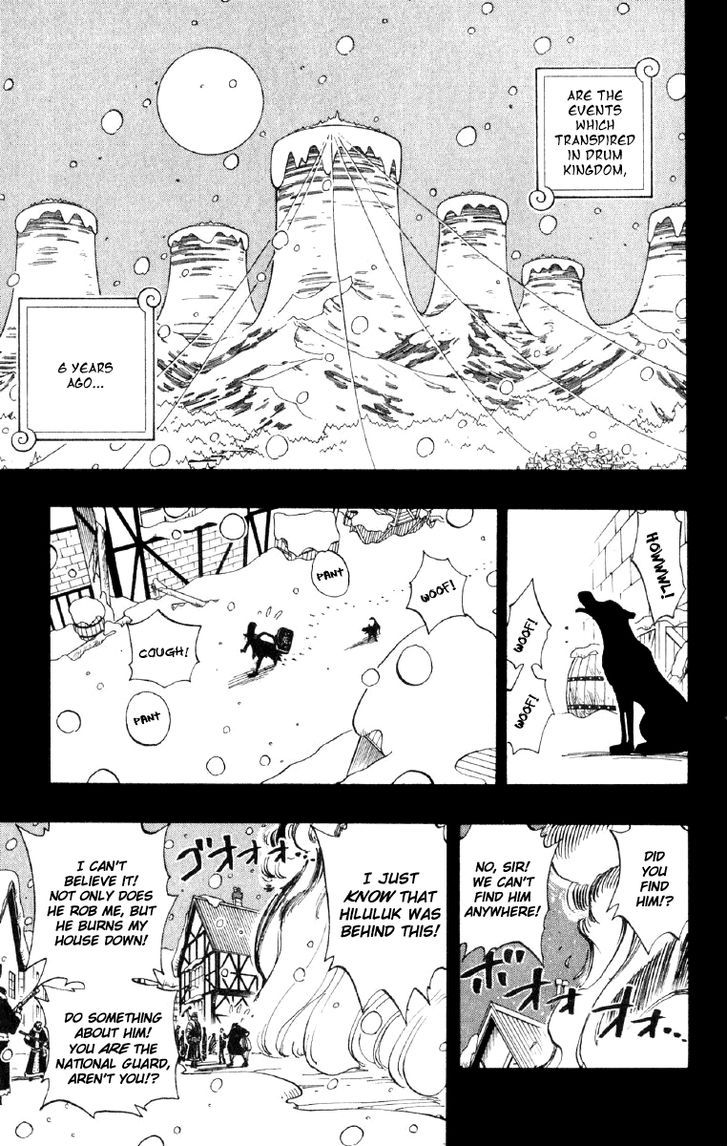 ARE THE
EVENTS
WHICH
TRANSPIRED
IN DRUM
KINGDOM,
6 YEARS
AGO...
HOWWWL!
WOOF!
WOOF!
WOOF!
PANT
COUGH!
PANT
DID
YOU
FIND
HIM!?
NO, SIR!
WE CAN'T
FIND HIM
ANYWHERE!
ボオオオ..
I JUST
KNOW THAT
HILULUK WAS
BEHIND THIS!
ゴオオオ..
I CAN'T
BELIEVE IT!
NOT ONLY DOES
HE ROB ME, BUT
HE BURNS MY
HOUSE DOWN!
DO SOMETHING
ABOUT HIM!
YOU ARE THE
NATIONAL GUARD,
AREN'T YOU!?